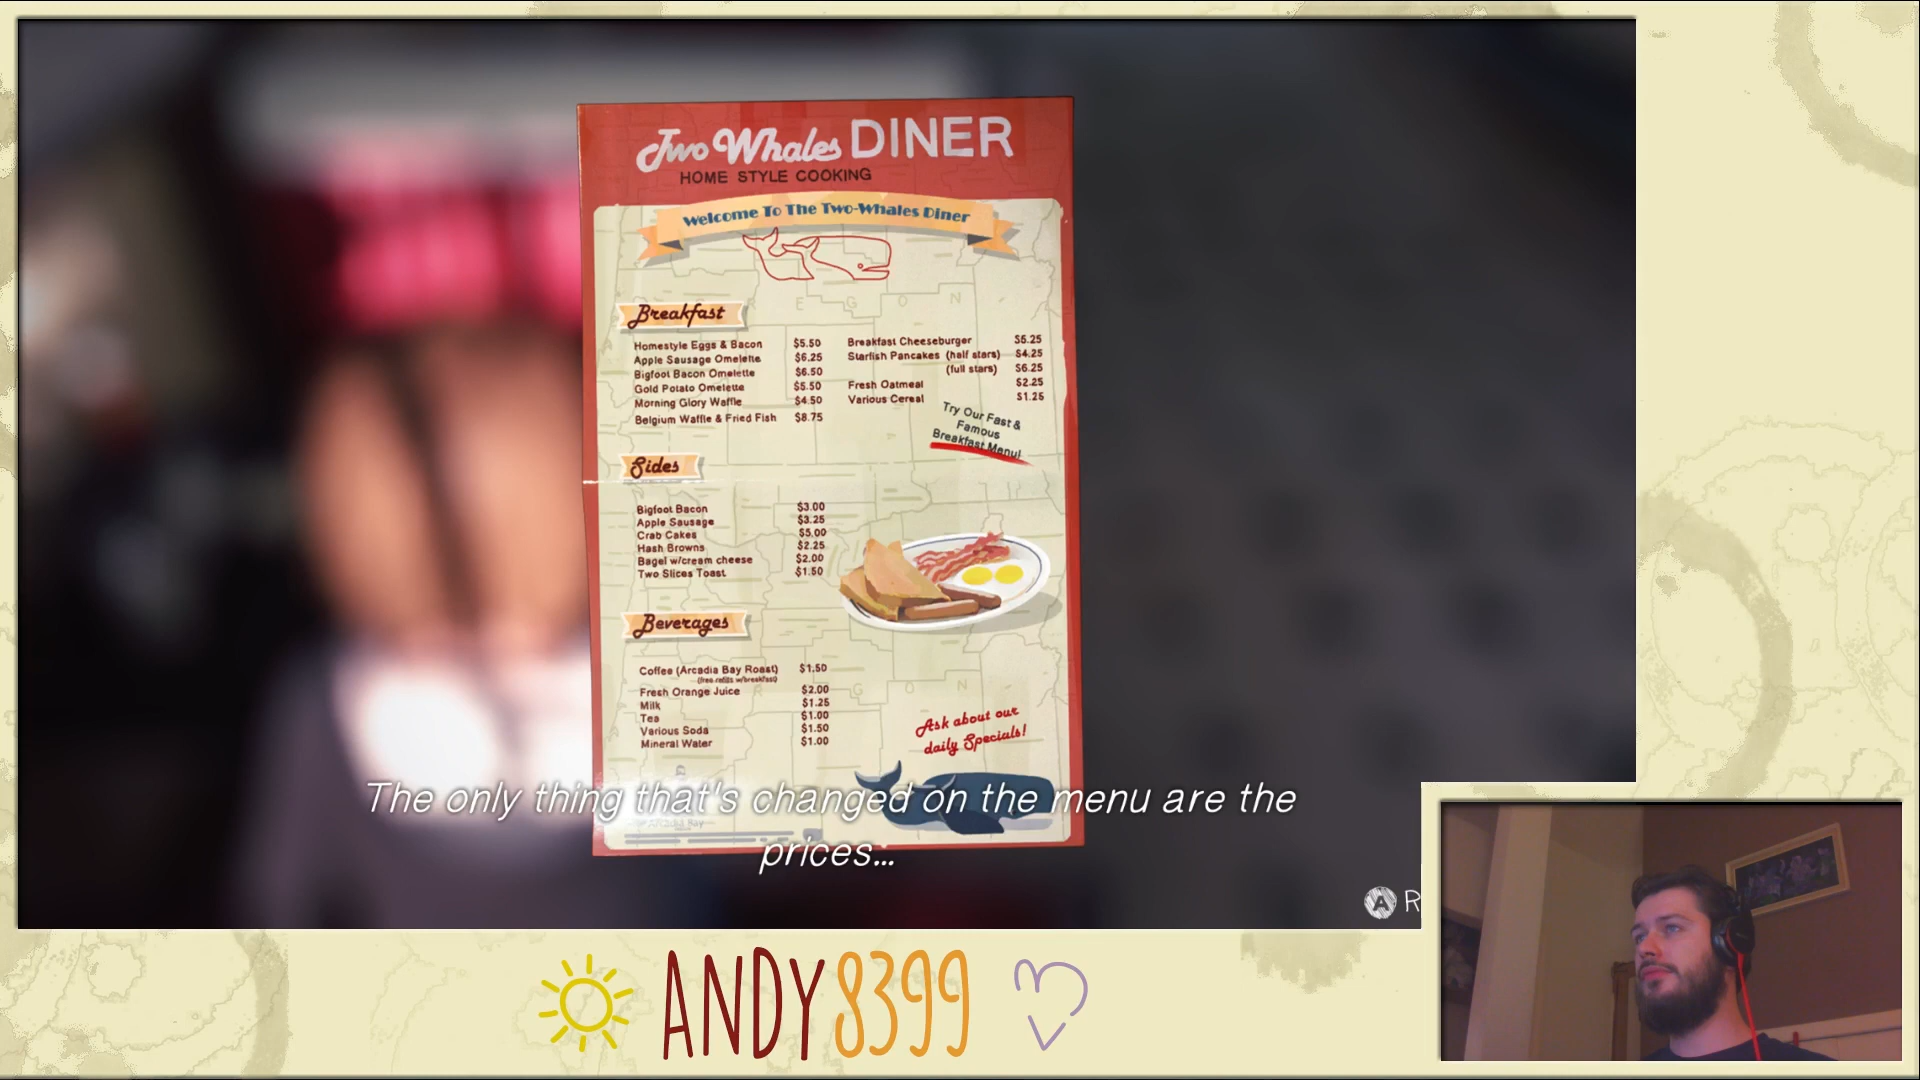 Two Whales DINER
HOME STYLE COOKING
Welcome To The Two-Whales Diner
O R E G O N
Breakfast
Homestyle Eggs & Bacon $5.50
Apple Sausage Omelette $6.25
Bigfoot Bacon Omelette $6.50
Gold Potato Omelette $5.50
Morning Glory Waffle $4.50
Belgium Waffle & Fried Fish $8.75
Breakfast Cheeseburger $5.25
Starfish Pancakes (half stars) $4.25
(full stars) $6.25
Fresh Oatmeal $2.25
Various Cereal $1.25
Try Our Fast &
Famous
Breakfast Menu!
Sides
Bigfoot Bacon $3.00
Apple Sausage $3.25
Crab Cakes $5.00
Hash Browns $2.25
Bagel w/cream cheese $2.00
Two Slices Toast $1.50
Beverages
Coffee (Arcadia Bay Roast) $1.50
(free refills w/breakfast)
Fresh Orange Juice $2.00
Milk $1.25
Tea $1.00
Various Soda $1.50
Mineral Water $1.00
Ask about our
daily Specials!
Arcadia Bay
The only thing that's changed on the menu are the
prices...
A R
ANDY8399